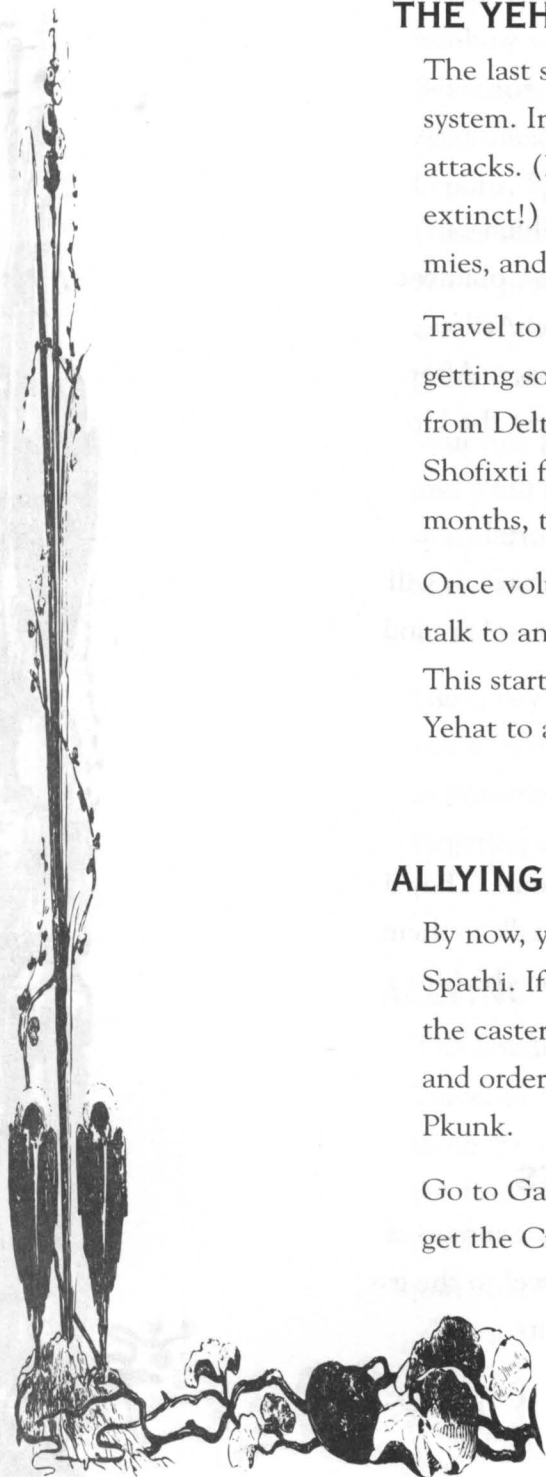 THE YEH
The last s
system. In
attacks. (
extinct!)
mies, and
Travel to
getting so
from Delt
Shofixti f
months, t
Once vol
talk to an
This start
Yehat to a
ALLYING
By now, y
Spathi. If
the caster
and order
Pkunk.
Go to Ga
get the C